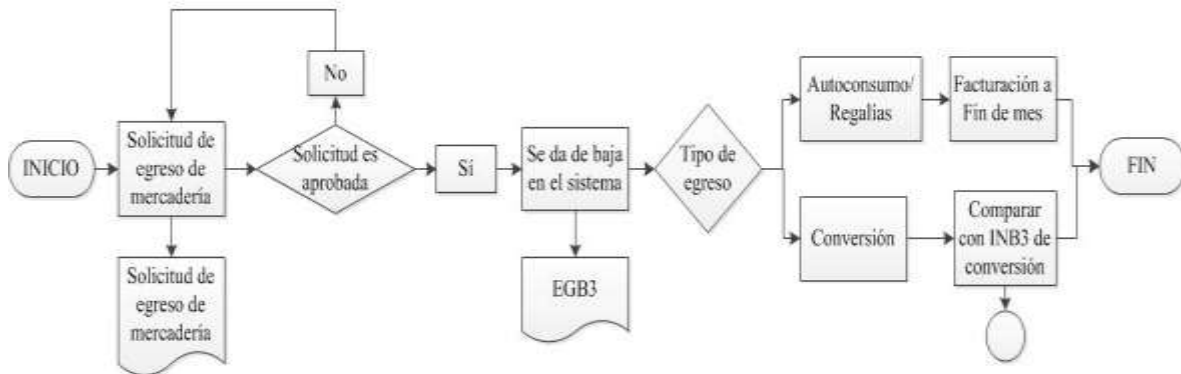 No
INICIO
Solicitud de
egreso de
mercadería
Solicitud es
aprobada
Sí
Se da de baja
en el sistema
Tipo de
egreso
Autoconsumo/
Regalías
Facturación a
Fin de mes
FIN
Conversión
Comparar
con INB3 de
conversión
Solicitud de
egreso de
mercadería
EGB3